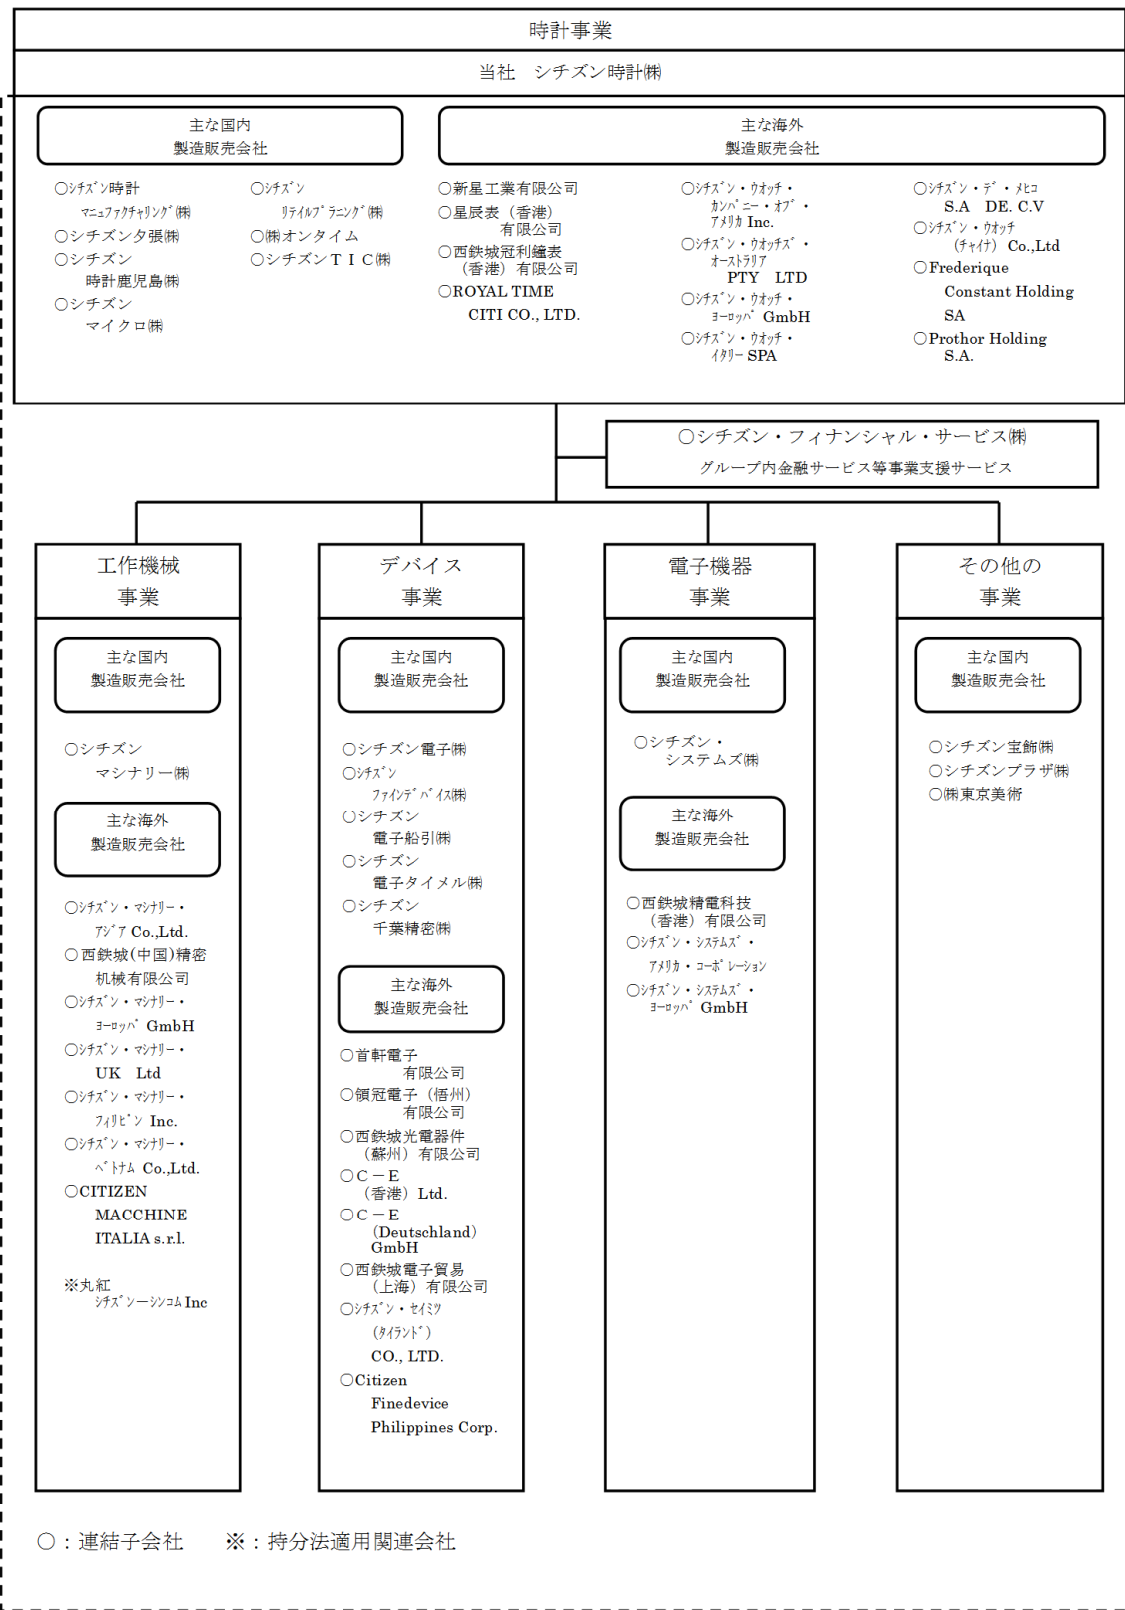 時計事業
当社　シチズン時計㈱
主な国内
製造販売会社
○ｼﾁｽﾞﾝ時計
ﾏﾆｭﾌｧｸﾁｬﾘﾝｸﾞ㈱
○シチズン夕張㈱
○シチズン
時計鹿児島㈱
○シチズン
マイクロ㈱
○ｼﾁｽﾞﾝ
ﾘﾃｲﾙﾌﾟﾗﾆﾝｸﾞ㈱
○㈱オンタイム
○シチズンＴＩＣ㈱
主な海外
製造販売会社
○新星工業有限公司
○星辰表（香港）
有限公司
○西鉄城冠利鐘表
（香港）有限公司
○ROYAL TIME
CITI CO., LTD.
○ｼﾁｽﾞﾝ・ｳｵｯﾁ・
ｶﾝﾊﾟﾆｰ・ｵﾌﾞ・
ｱﾒﾘｶ Inc.
○ｼﾁｽﾞﾝ・ｳｵｯﾁｽﾞ・
ｵｰｽﾄﾗﾘｱ
PTY　LTD
○ｼﾁｽﾞﾝ・ｳｵｯﾁ・
ﾖｰﾛｯﾊﾟ GmbH
○ｼﾁｽﾞﾝ・ｳｵｯﾁ・
ｲﾀﾘｰ SPA
○ｼﾁｽﾞﾝ・ﾃﾞ・ﾒﾋｺ
S.A　DE. C.V
○ｼﾁｽﾞﾝ・ｳｵｯﾁ
(ﾁｬｲﾅ) Co.,Ltd
○Frederique
Constant Holding
SA
○Prothor Holding
S.A.
○シチズン・フィナンシャル・サービス㈱
グループ内金融サービス等事業支援サービス
工作機械
事業
主な国内
製造販売会社
○シチズン
マシナリー㈱
主な海外
製造販売会社
○ｼﾁｽﾞﾝ・ﾏｼﾅﾘｰ・
ｱｼﾞｱ Co.,Ltd.
○西鉄城(中国)精密
机械有限公司
○ｼﾁｽﾞﾝ・ﾏｼﾅﾘｰ・
ﾖｰﾛｯﾊﾟ GmbH
○ｼﾁｽﾞﾝ・ﾏｼﾅﾘｰ・
UK　Ltd
○ｼﾁｽﾞﾝ・ﾏｼﾅﾘｰ・
ﾌｨﾘﾋﾟﾝ Inc.
○ｼﾁｽﾞﾝ・ﾏｼﾅﾘｰ・
ﾍﾞﾄﾅﾑ Co.,Ltd.
○CITIZEN
MACCHINE
ITALIA s.r.l.
※丸紅
ｼﾁｽﾞﾝーｼﾝｺﾑ Inc
デバイス
事業
主な国内
製造販売会社
○シチズン電子㈱
○ｼﾁｽﾞﾝ
ﾌｧｲﾝﾃﾞﾊﾞｲｽ㈱
○シチズン
電子船引㈱
○シチズン
電子タイメル㈱
○シチズン
千葉精密㈱
主な海外
製造販売会社
○首軒電子
有限公司
○領冠電子（悟州）
有限公司
○西鉄城光電器件
（蘇州）有限公司
○Ｃ－Ｅ
（香港）Ltd.
○Ｃ－Ｅ
（Deutschland）
GmbH
○西鉄城電子貿易
（上海）有限公司
○ｼﾁｽﾞﾝ・ｾｲﾐﾂ
(ﾀｲﾗﾝﾄﾞ)
CO., LTD.
○Citizen
Finedevice
Philippines Corp.
電子機器
事業
主な国内
製造販売会社
○シチズン・
システムズ㈱
主な海外
製造販売会社
○西鉄城精電科技
（香港）有限公司
○ｼﾁｽﾞﾝ・ｼｽﾃﾑｽﾞ・
ｱﾒﾘｶ・ｺｰﾎﾟﾚｰｼｮﾝ
○ｼﾁｽﾞﾝ・ｼｽﾃﾑｽﾞ・
ﾖｰﾛｯﾊﾟ GmbH
その他の
事業
主な国内
製造販売会社
○シチズン宝飾㈱
○シチズンプラザ㈱
○㈱東京美術
○：連結子会社　　※：持分法適用関連会社